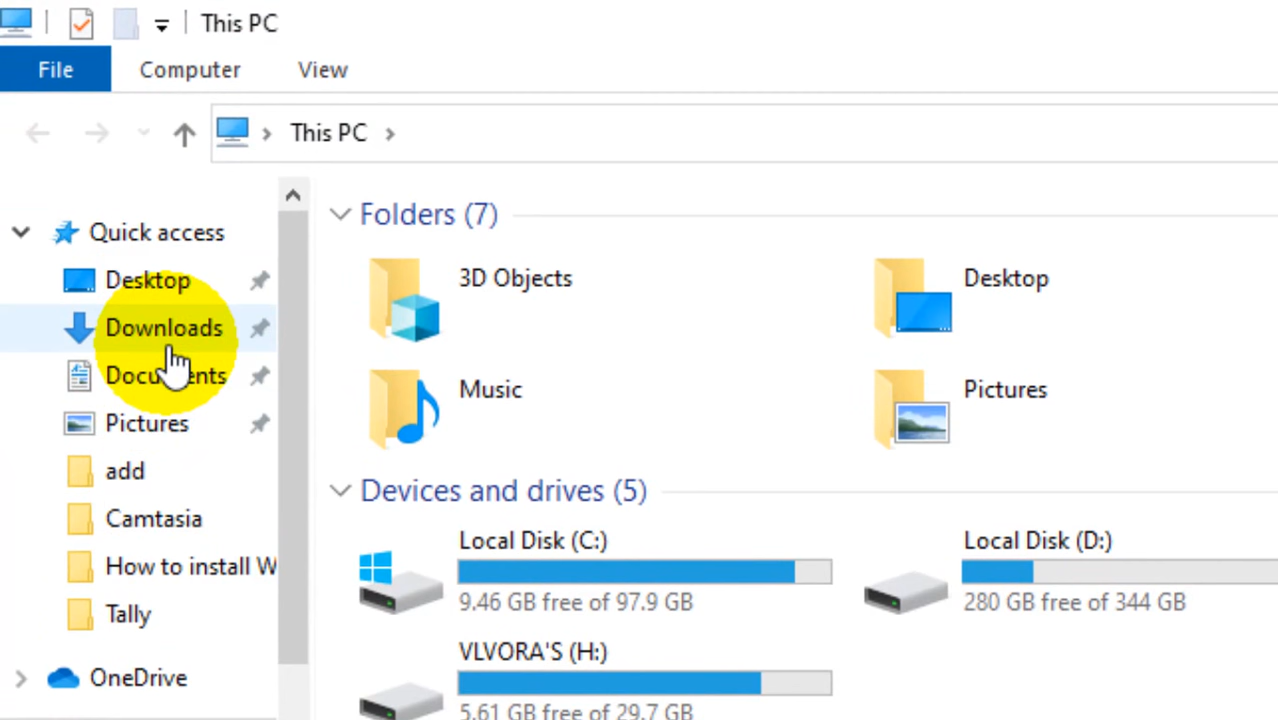 This PC
File Computer View
This PC
Quick access
Desktop
Downloads
Documents
Pictures
add
Camtasia
How to install W
Tally
OneDrive
Folders (7)
3D Objects
Desktop
Music
Pictures
Devices and drives (5)
Local Disk (C:)
9.46 GB free of 97.9 GB
Local Disk (D:)
280 GB free of 344 GB
VLVORA'S (H:)
5.61 GB free of 29.7 GB